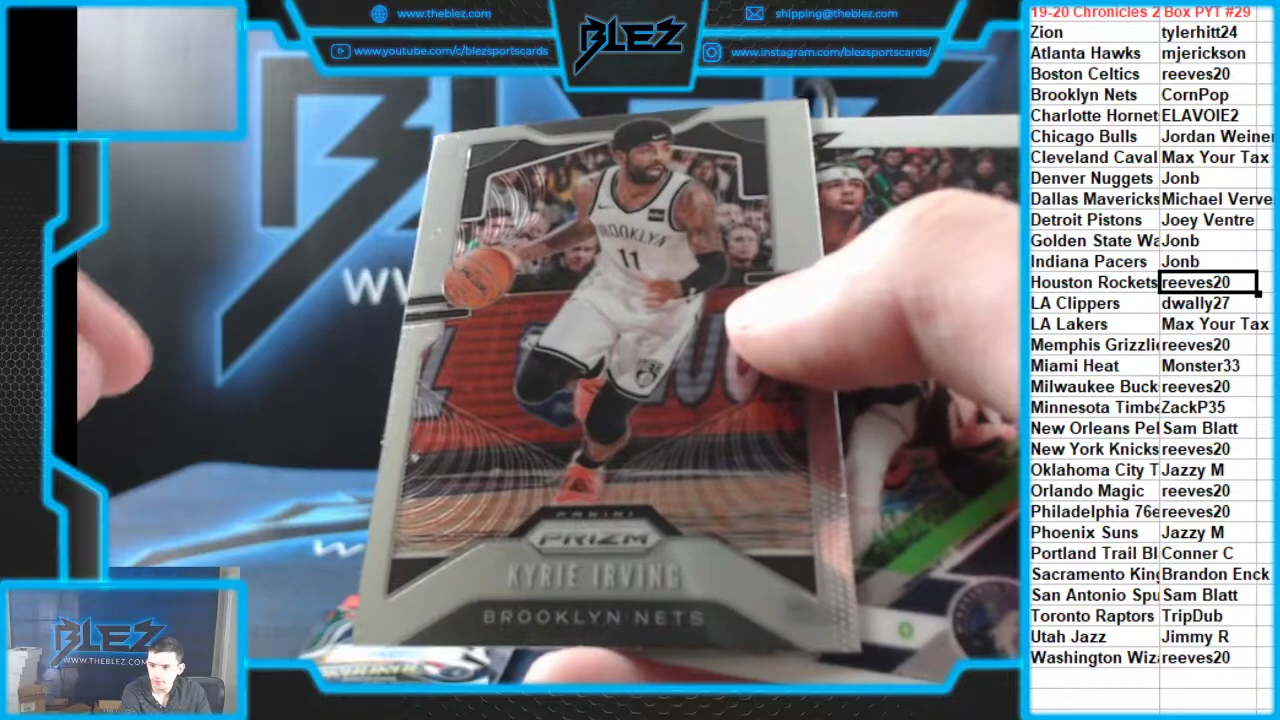 www.theblez.com
shipping@theblez.com
www.youtube.com/c/blezsportscards
BLEZ
www.instagram.com/blezsportscards/
BROOKLYN
11
PANINI
PRIZM
KYRIE IRVING
BROOKLYN NETS
BLEZ
WWW.THEBLEZ.COM
19-20 Chronicles 2 Box PYT #29
Zion tylerhitt24
Atlanta Hawks mjerickson
Boston Celtics reeves20
Brooklyn Nets CornPop
Charlotte Hornet ELAVOIE2
Chicago Bulls Jordan Weiner
Cleveland Caval Max Your Tax
Denver Nuggets Jonb
Dallas Mavericks Michael Verve
Detroit Pistons Joey Ventre
Golden State Wa Jonb
Indiana Pacers Jonb
Houston Rockets reeves20
LA Clippers dwally27
LA Lakers Max Your Tax
Memphis Grizzlie reeves20
Miami Heat Monster33
Milwaukee Buck reeves20
Minnesota Timbe ZackP35
New Orleans Pel Sam Blatt
New York Knicks reeves20
Oklahoma City T Jazzy M
Orlando Magic reeves20
Philadelphia 76e reeves20
Phoenix Suns Jazzy M
Portland Trail Bl Conner C
Sacramento King Brandon Enck
San Antonio Spu Sam Blatt
Toronto Raptors TripDub
Utah Jazz Jimmy R
Washington Wiza reeves20